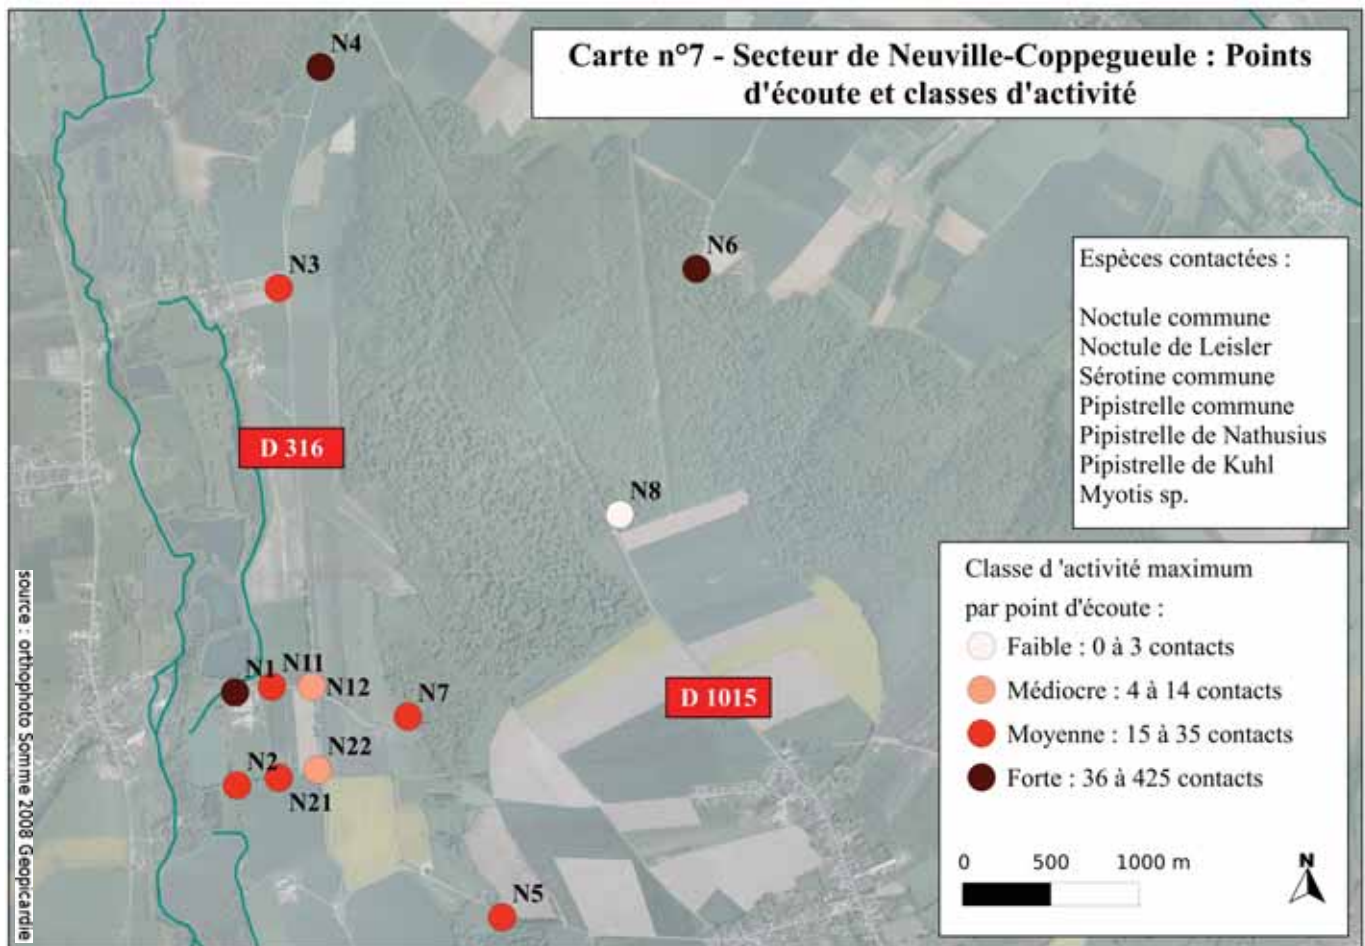 Carte n°7 - Secteur de Neuville-Coppegueule : Points
d'écoute et classes d'activité
N4
N6
N3
Espèces contactées :
Noctule commune
Noctule de Leisler
Sérotine commune
Pipistrelle commune
Pipistrelle de Nathusius
Pipistrelle de Kuhl
Myotis sp.
D 316
N8
Classe d 'activité maximum
par point d'écoute :
Faible : 0 à 3 contacts
Médiocre : 4 à 14 contacts
Moyenne : 15 à 35 contacts
Forte : 36 à 425 contacts
N1
N11
N12
N7
D 1015
N2
N22
N21
N5
0 500 1000 m
N
source : orthophoto Somme 2008 Geopicardie